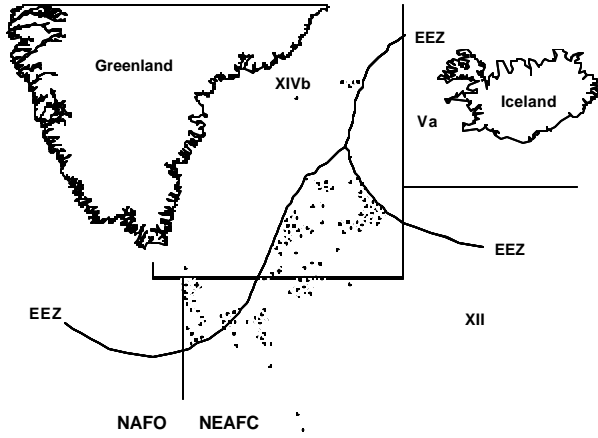 EEZ
Greenland
XIVb
Iceland
Va
EEZ
EEZ
XII
NAFO NEAFC